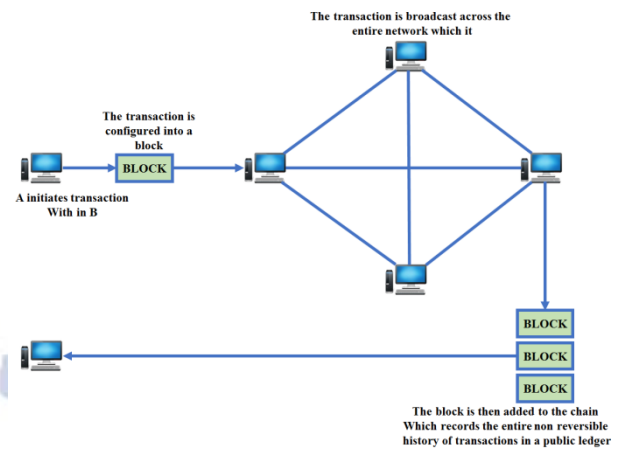 The transaction is broadcast across the
entire network which it
The transaction is
configured into a
block
BLOCK
A initiates transaction
With in B
BLOCK
BLOCK
BLOCK
The block is then added to the chain
Which records the entire non reversible
history of transactions in a public ledger